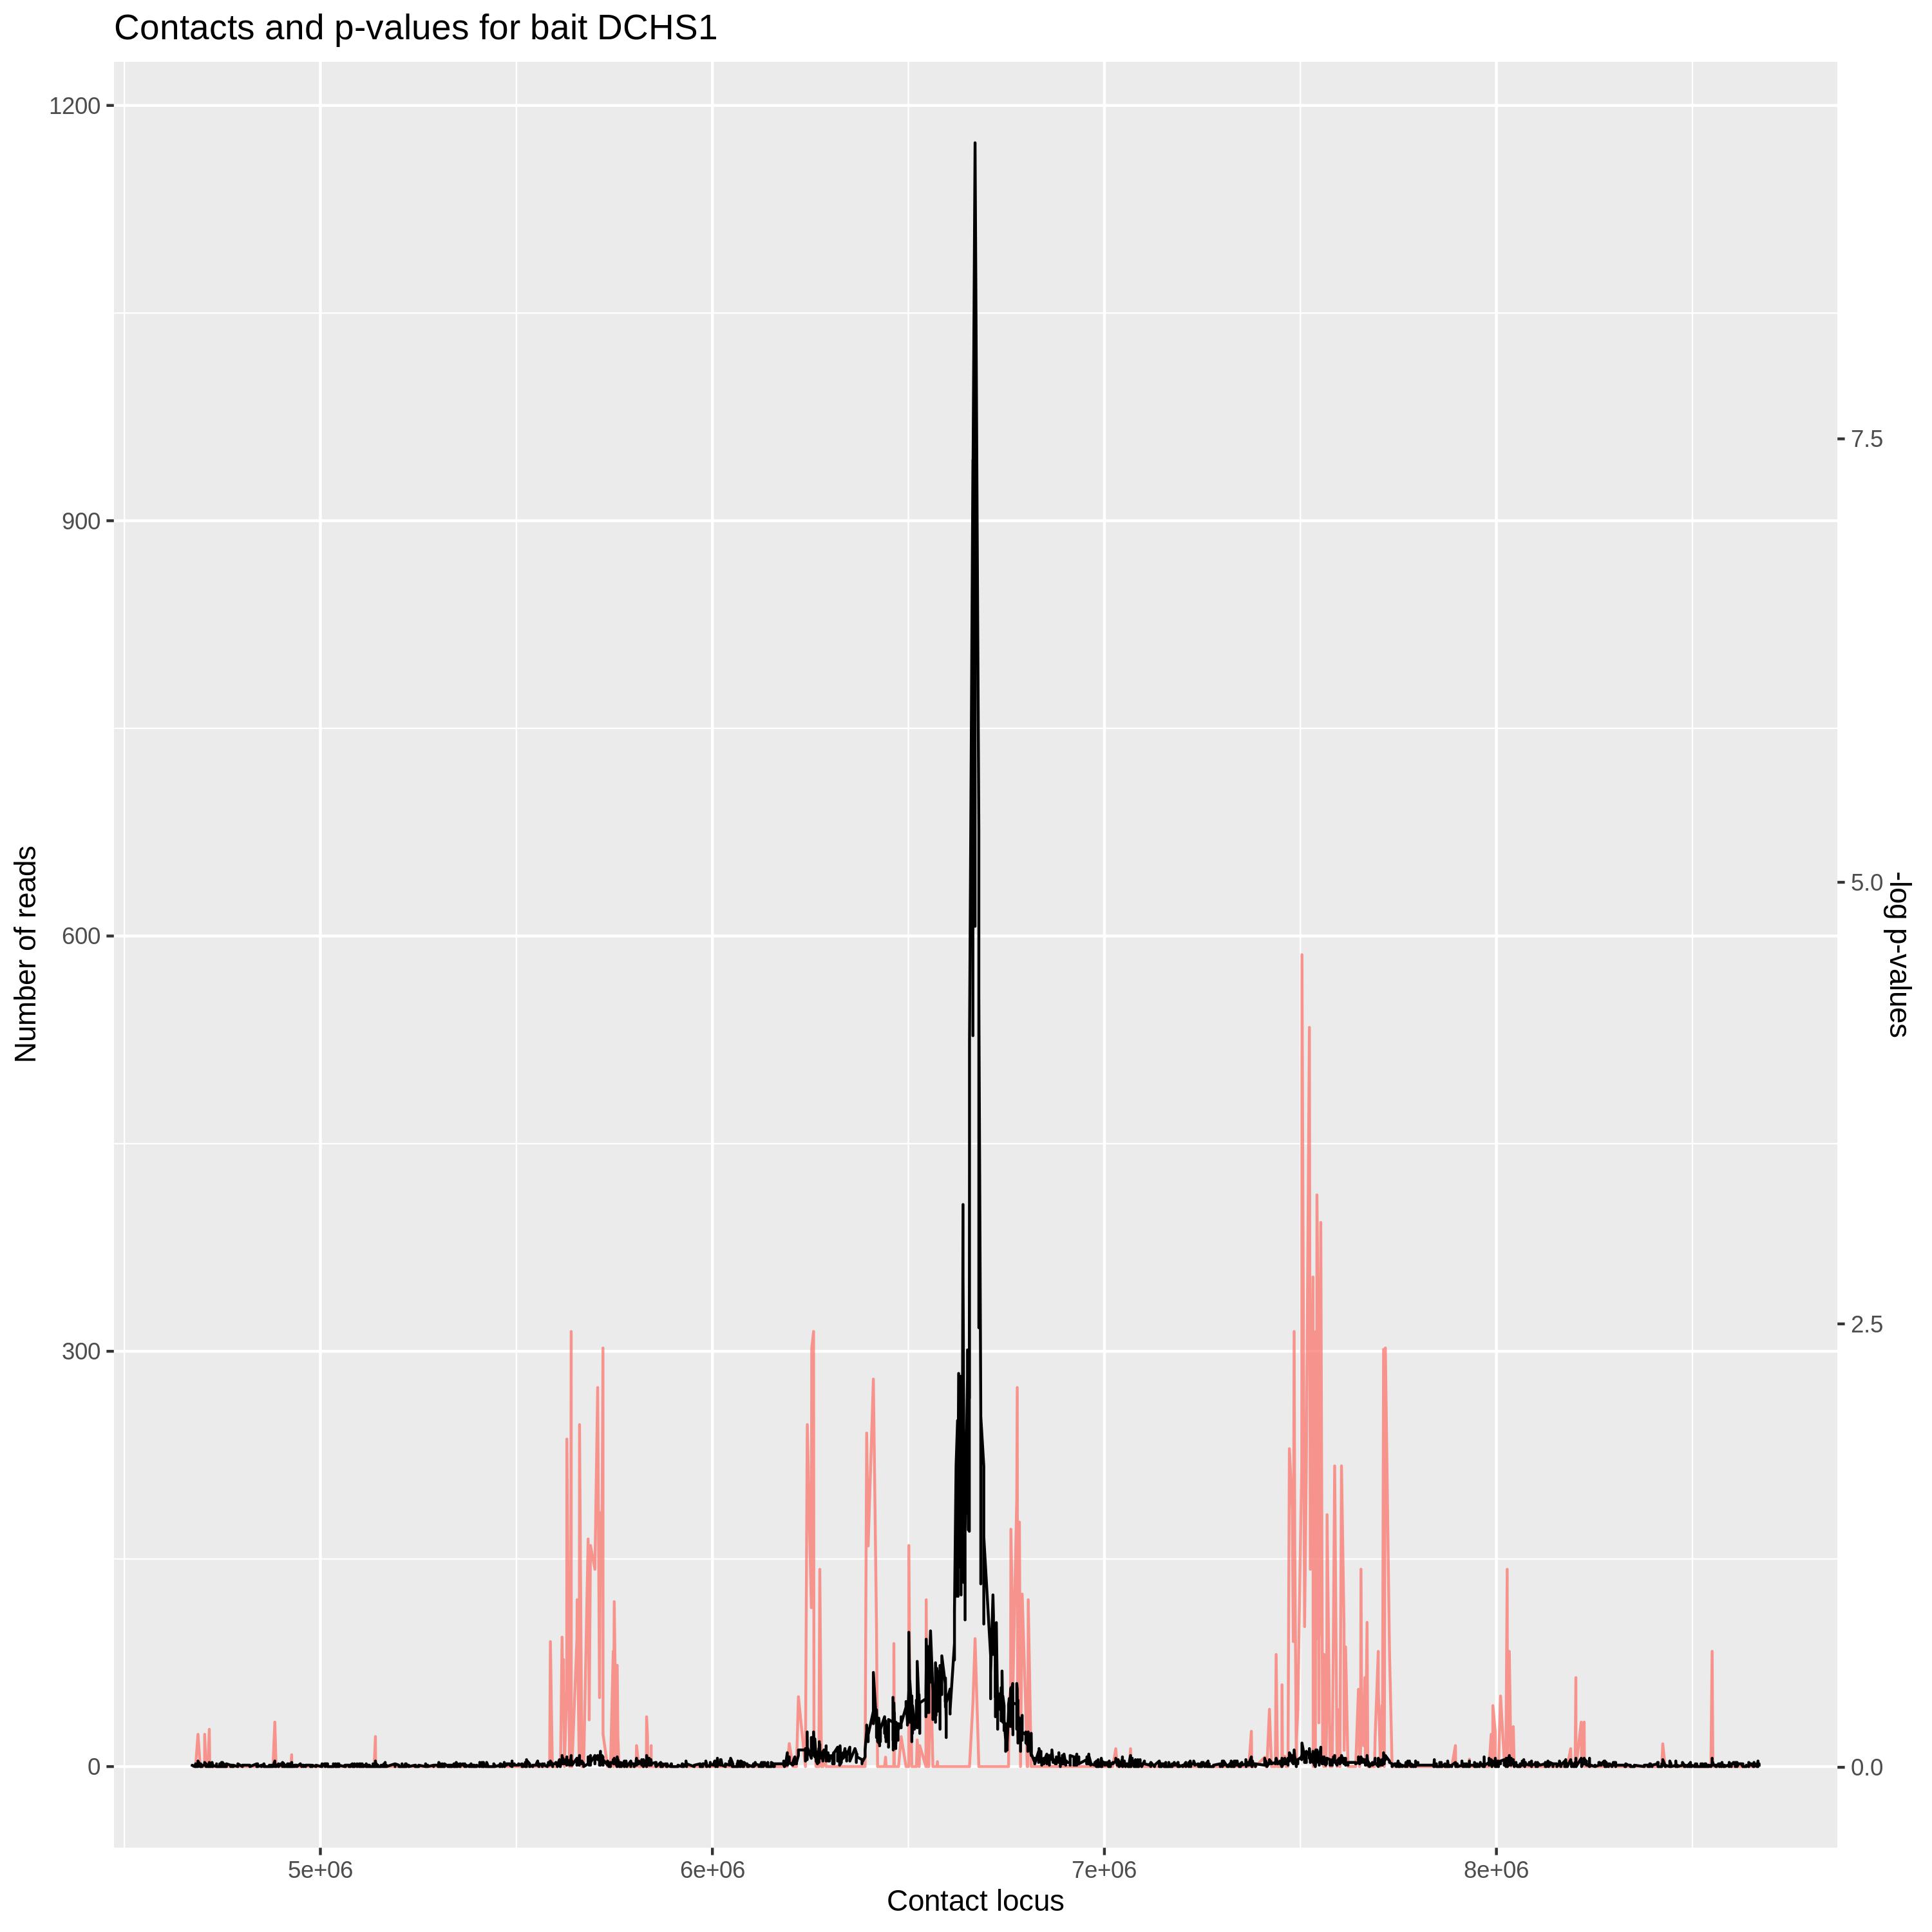 Contacts and p-values for bait DCHS1
Number of reads
1200
900
600
300
0
7.5
5.0
2.5
0.0
-log p-values
5e+06
6e+06
7e+06
8e+06
Contact locus